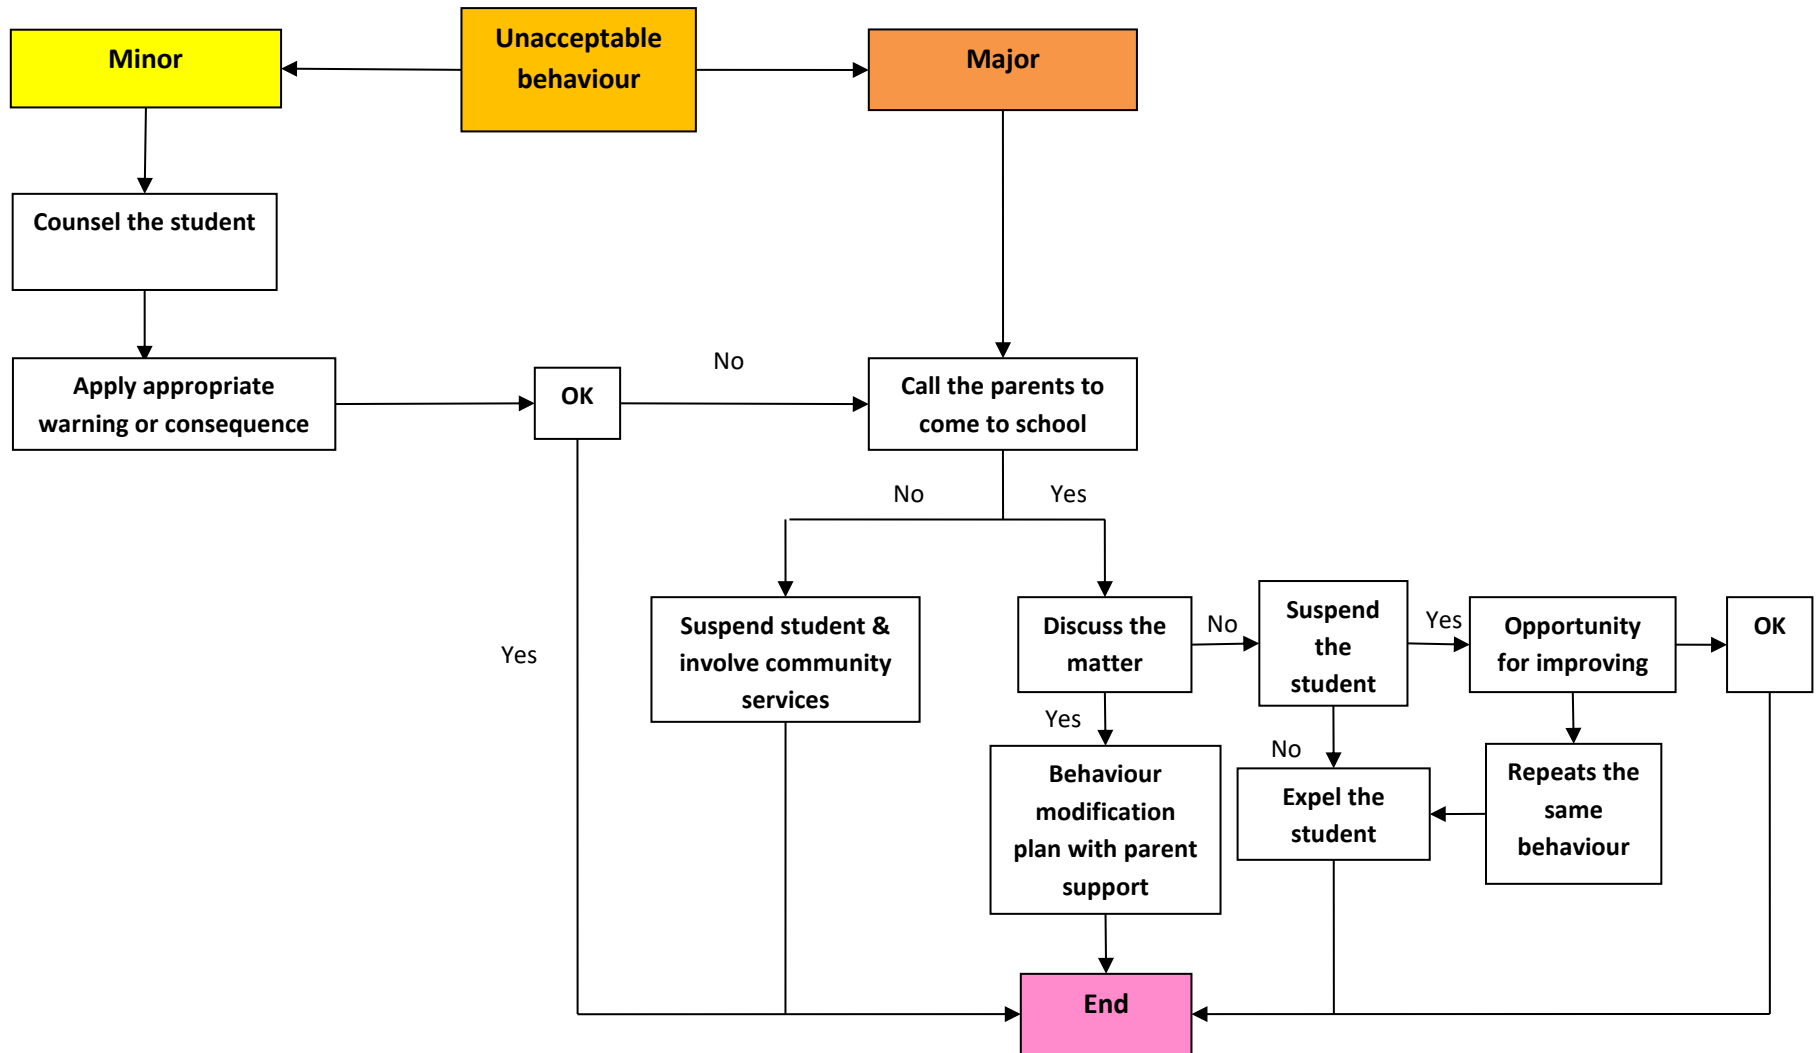 Minor
Unacceptable
behaviour
Major
Counsel the student
Apply appropriate
warning or consequence
OK
No
Call the parents to
come to school
No
Yes
Yes
Suspend student &
involve community
services
Discuss the
matter
No
Suspend
the
student
Yes
Opportunity
for improving
OK
Yes
No
Behaviour
modification
plan with parent
support
Expel the
student
Repeats the
same
behaviour
End